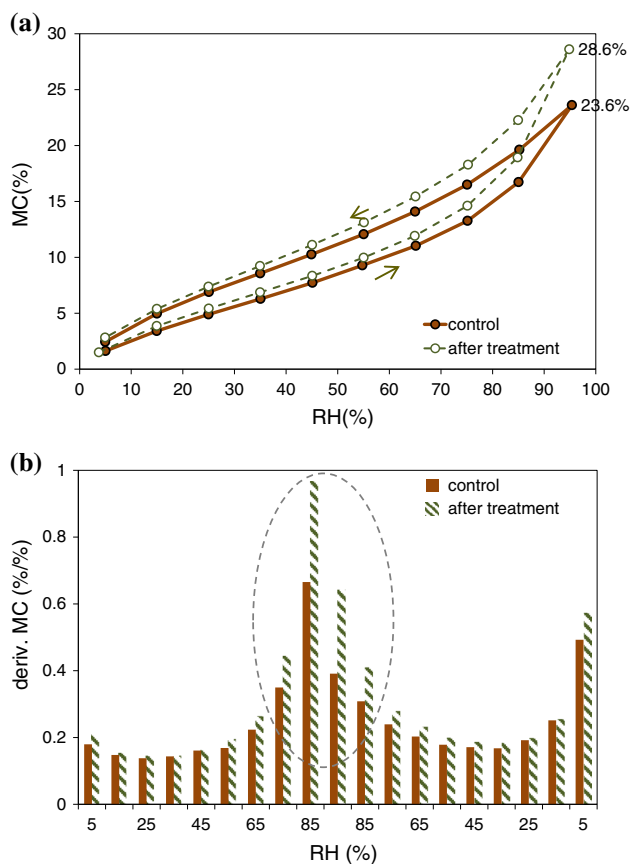 (a)
30
25
20
15
10
5
0
MC(%)
28.6%
23.6%
control
after treatment
0 10 20 30 40 50 60 70 80 90 100
RH(%)
(b)
1
0.8
0.6
0.4
0.2
0
deriv. MC (%/%)
control
after treatment
5 25 45 65 85 85 65 45 25 5
RH (%)